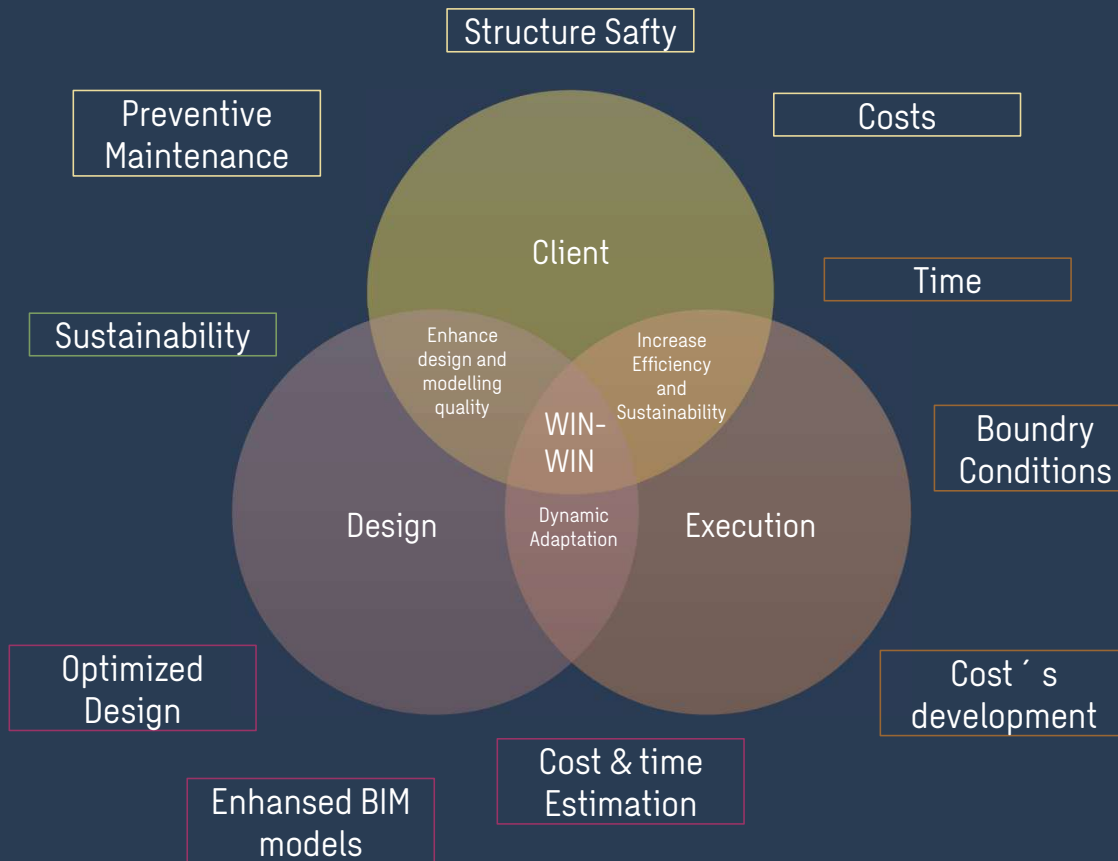 Structure Safty
Preventive
Maintenance
Costs
Client
Time
Sustainability
Enhance
design and
modelling
quality
Increase
Efficiency
and
Sustainability
WIN-
WIN
Boundry
Conditions
Design
Dynamic
Adaptation
Execution
Optimized
Design
Cost ´ s
development
Cost & time
Estimation
Enhansed BIM
models